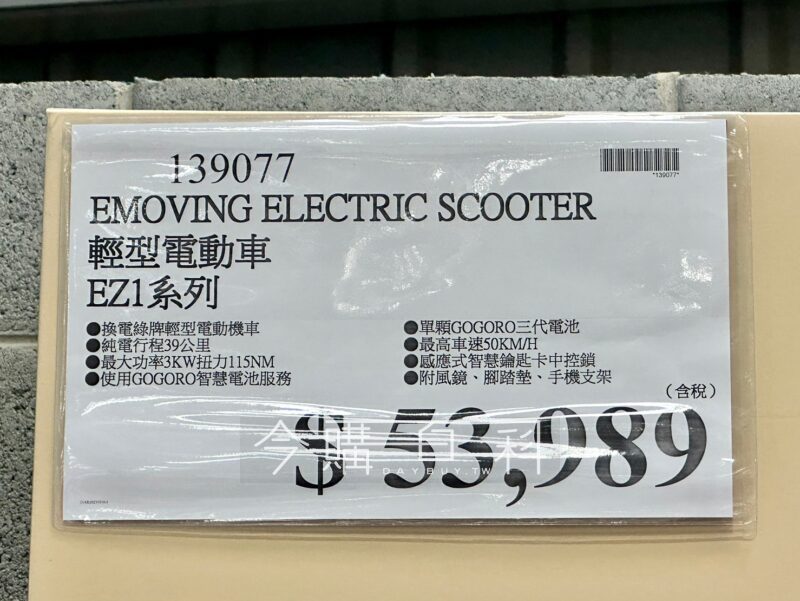 139077
*139077*
EMOVING ELECTRIC SCOOTER
輕型電動車
EZ1系列
●換電綠牌輕型電動機車
●純電行程39公里
●最大功率3KW扭力115NM
●使用GOGORO智慧電池服務
●單顆GOGORO三代電池
●最高車速50KM/H
●感應式智慧鑰匙卡中控鎖
●附風鏡、腳踏墊、手機支架
(含稅)
$ 53,989
今購百科
DAYBUY.TW